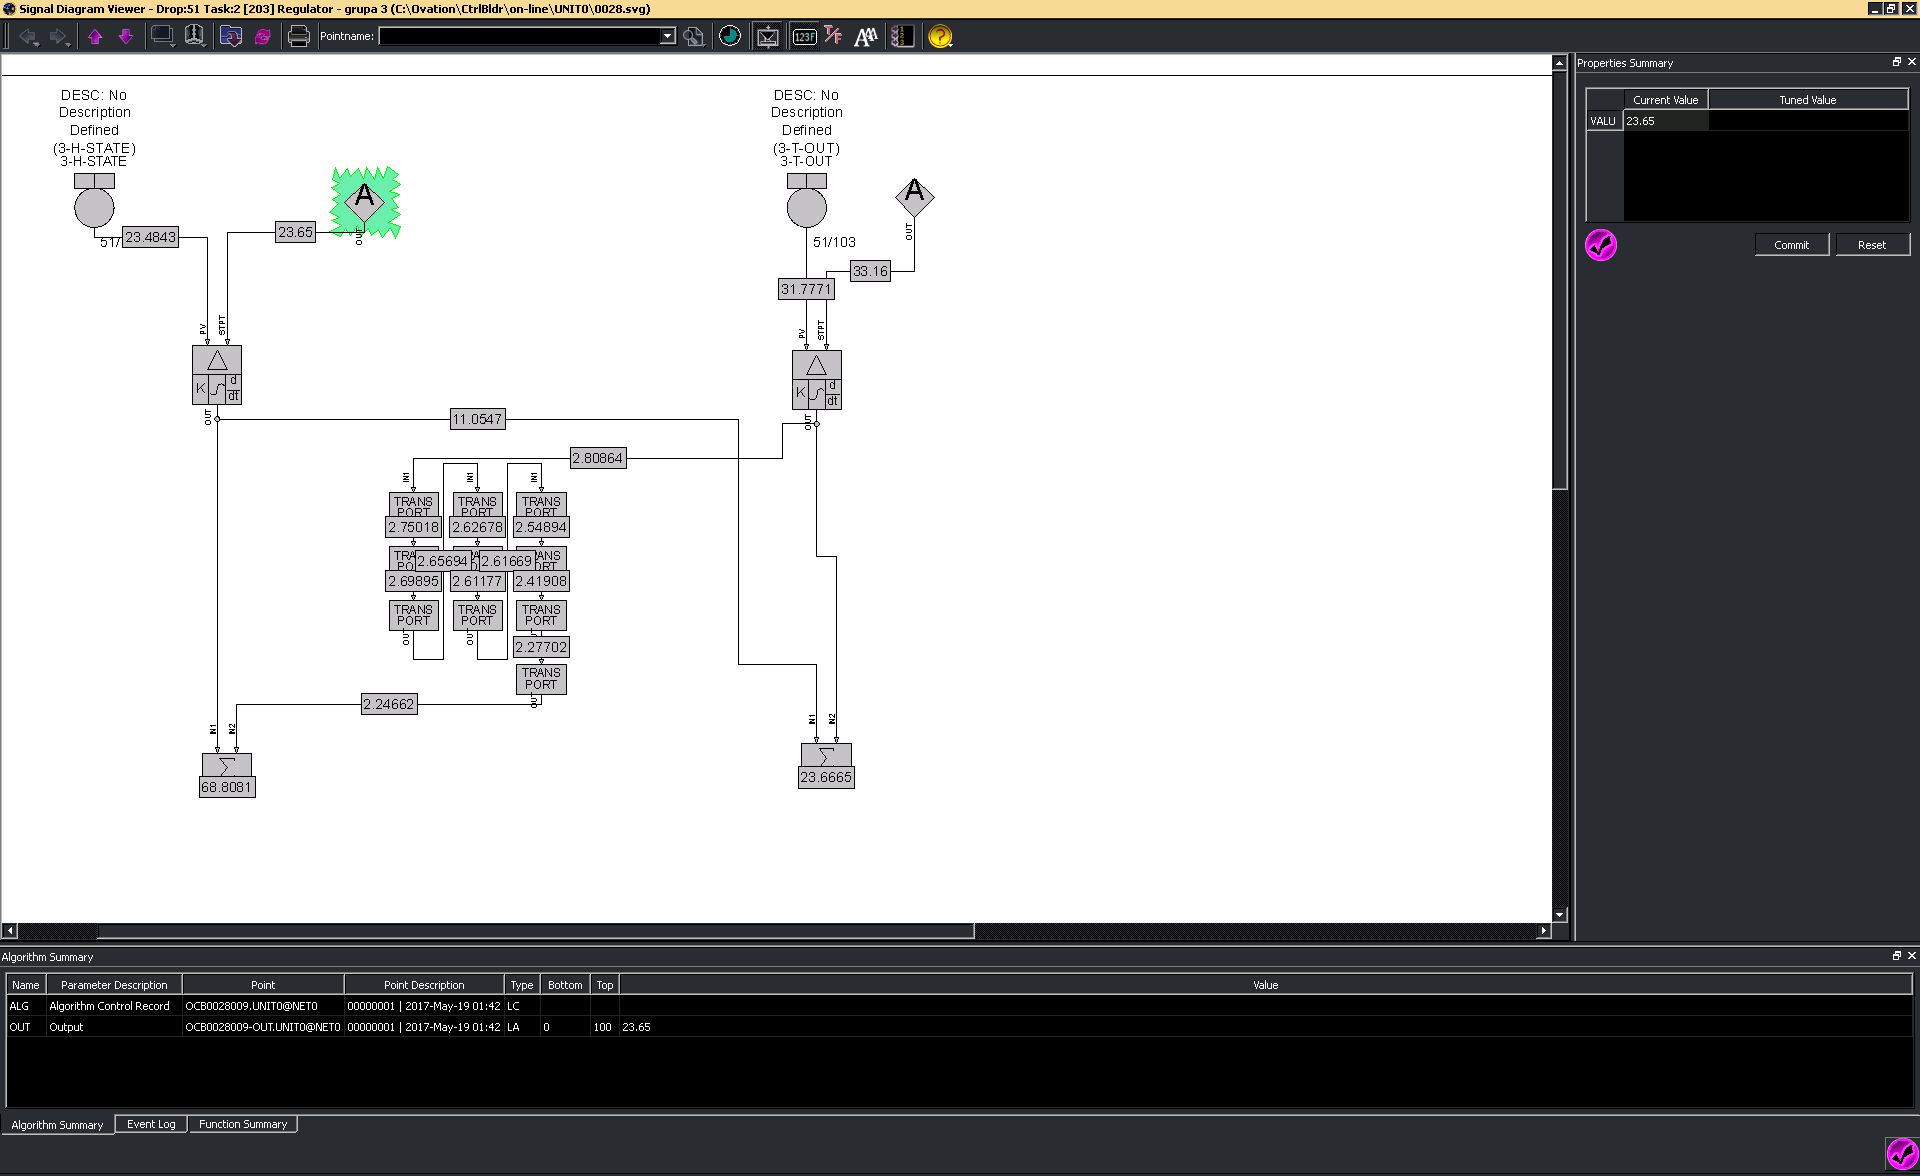 Signal Diagram Viewer - Drop:51 Task:2 [203] Regulator - grupa 3 (C:\Ovation\CtrlBldr\on-line\UNIT0\0028.svg)
Pointname:
123F
T/F
AAA
?
Properties Summary
Current Value
Tuned Value
VALU
23.65
Commit
Reset
DESC: No
Description
Defined
(3-H-STATE)
3-H-STATE
51/
23.4843
23.65
A
OUT
PV
STPT
K
d
dt
OUT
DESC: No
Description
Defined
(3-T-OUT)
3-T-OUT
51/103
A
OUT
33.16
31.7771
PV
STPT
K
d
dt
OUT
11.0547
2.80864
IN1
IN1
IN1
TRANS
PORT
TRANS
PORT
TRANS
PORT
2.75018
2.62678
2.54894
2.65694
2.61669
2.69895
2.61177
2.41908
TRANS
PORT
TRANS
PORT
TRANS
PORT
OUT
OUT
2.27702
TRANS
PORT
OUT
2.24662
IN1
IN2
Σ
68.8081
IN1
IN2
Σ
23.6665
Algorithm Summary
Name
Parameter Description
Point
Point Description
Type
Bottom
Top
Value
ALG
Algorithm Control Record
OCB0028009.UNIT0@NET0
00000001 | 2017-May-19 01:42
LC
OUT
Output
OCB0028009-OUT.UNIT0@NET0
00000001 | 2017-May-19 01:42
LA
0
100
23.65
Algorithm Summary
Event Log
Function Summary